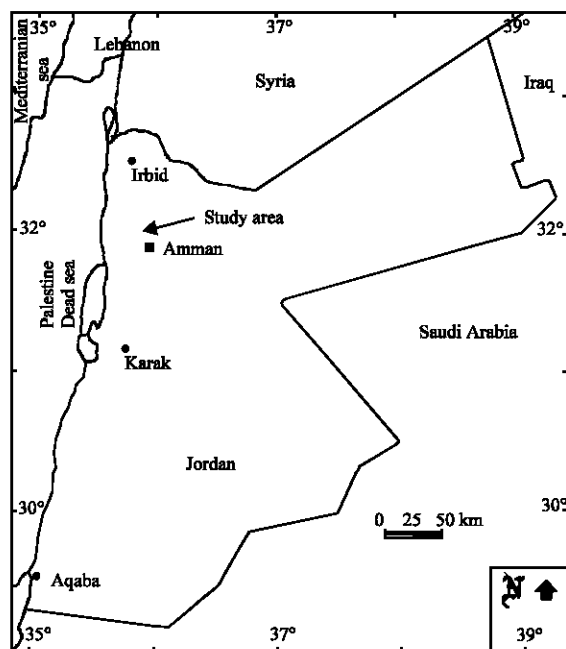 35° 37° 39°
Mediterranian
sea
Lebanon
Syria
Iraq
Irbid
Study area
32° 32°
Amman
Palestine
Dead sea
Saudi Arabia
Karak
Jordan
30° 30°
0 25 50 km
Aqaba
N
35° 37° 39°